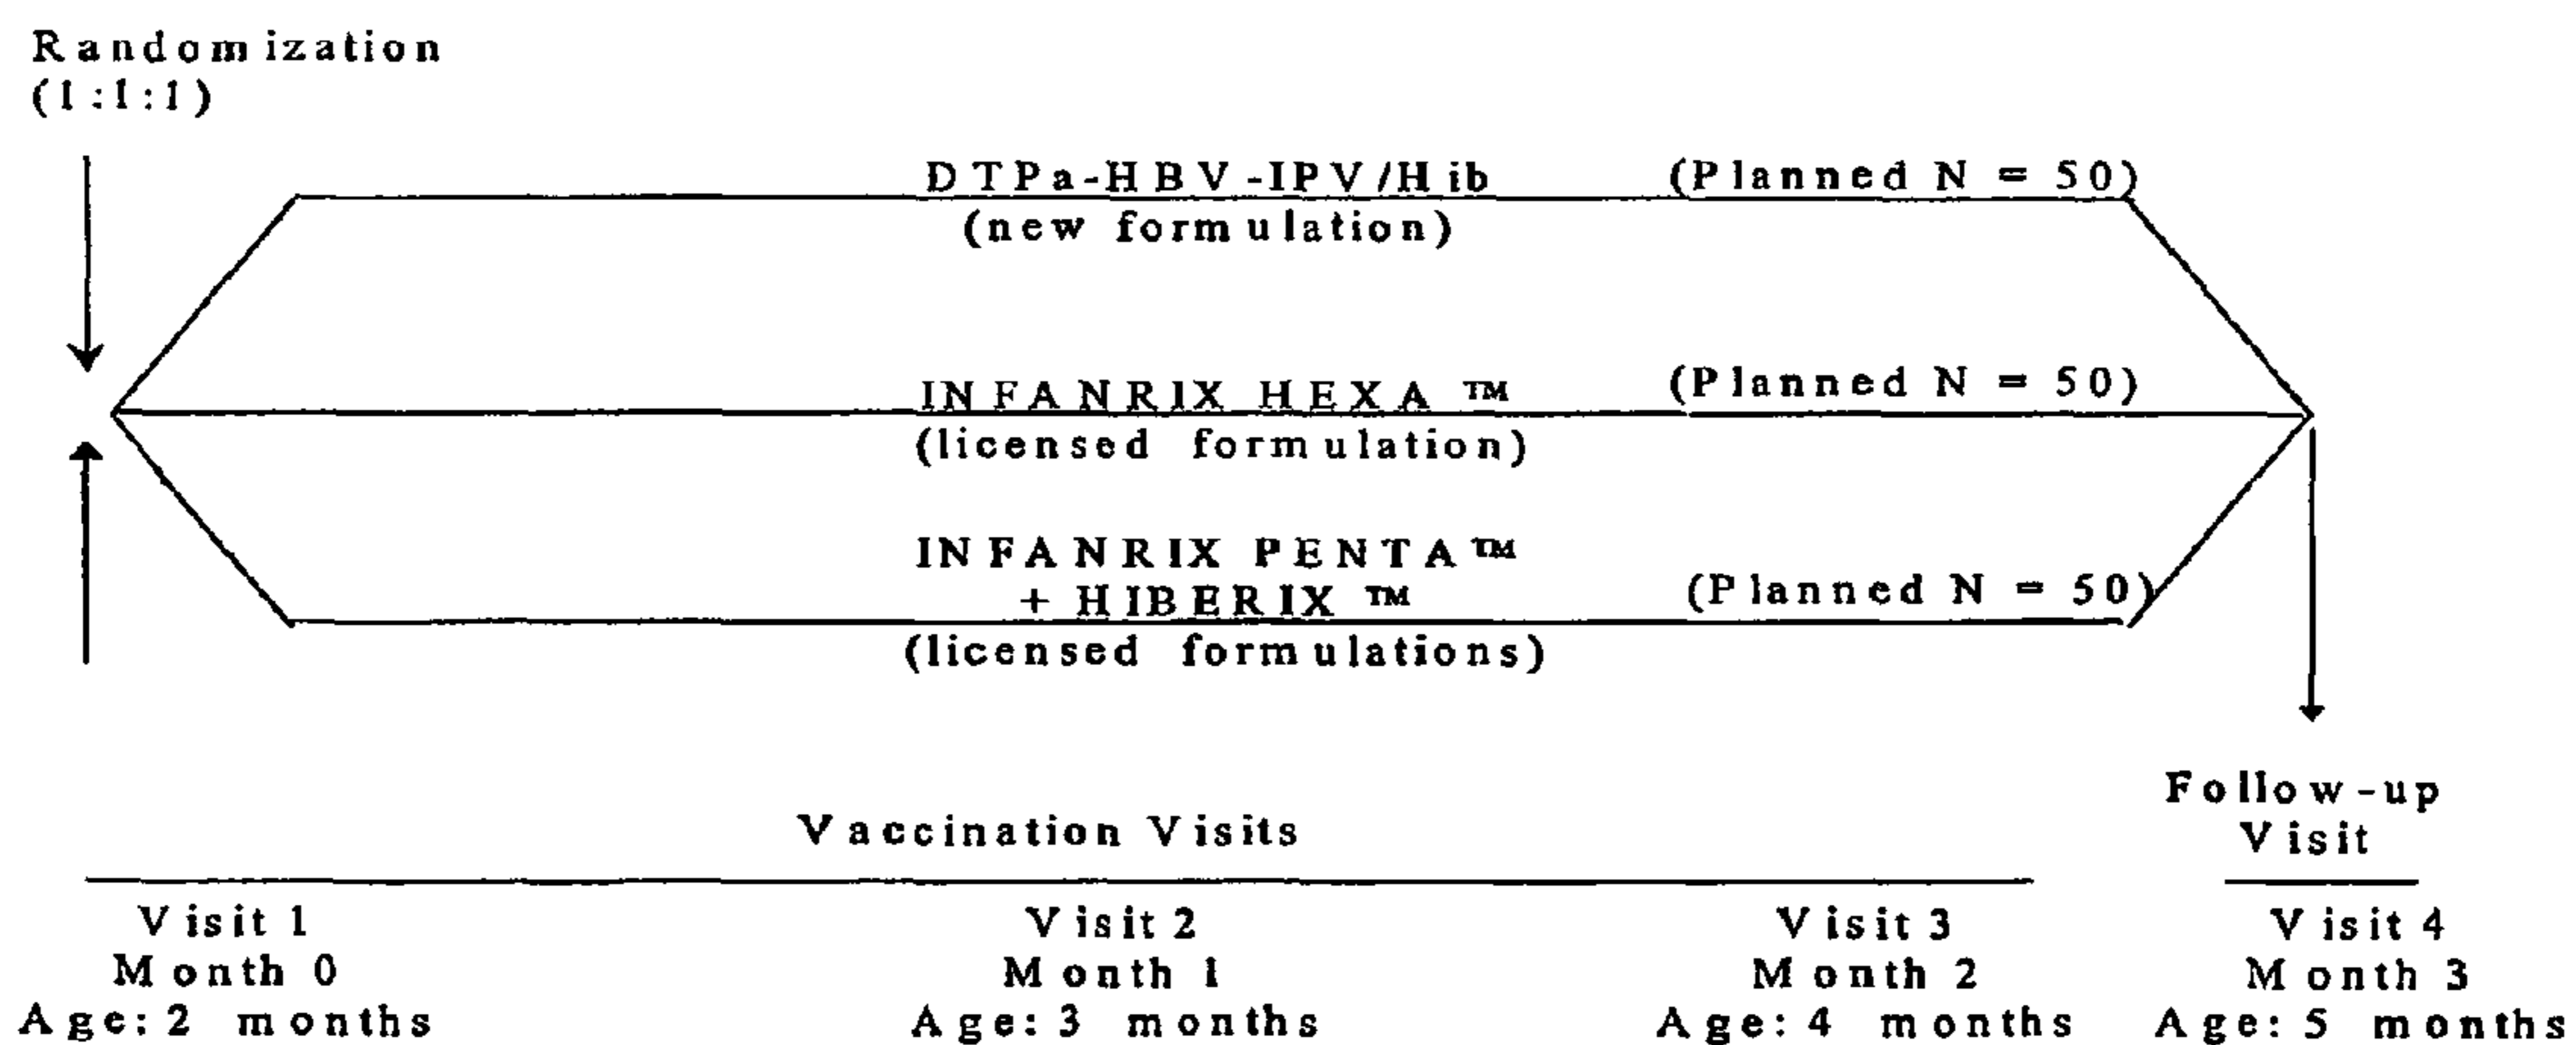 Randomization
(1:1:1)
DTPa-HBV-IPV/Hib (Planned N = 50)
(new formulation)
INFANRIX HEXA ™ (Planned N = 50)
(licensed formulation)
INFANRIX PENTA™
+ HIBERIX ™ (Planned N = 50)
(licensed formulations)
Follow-up
Visit
Vaccination Visits
Visit 1 Visit 2 Visit 3 Visit 4
Month 0 Month 1 Month 2 Month 3
Age: 2 months Age: 3 months Age: 4 months Age: 5 months